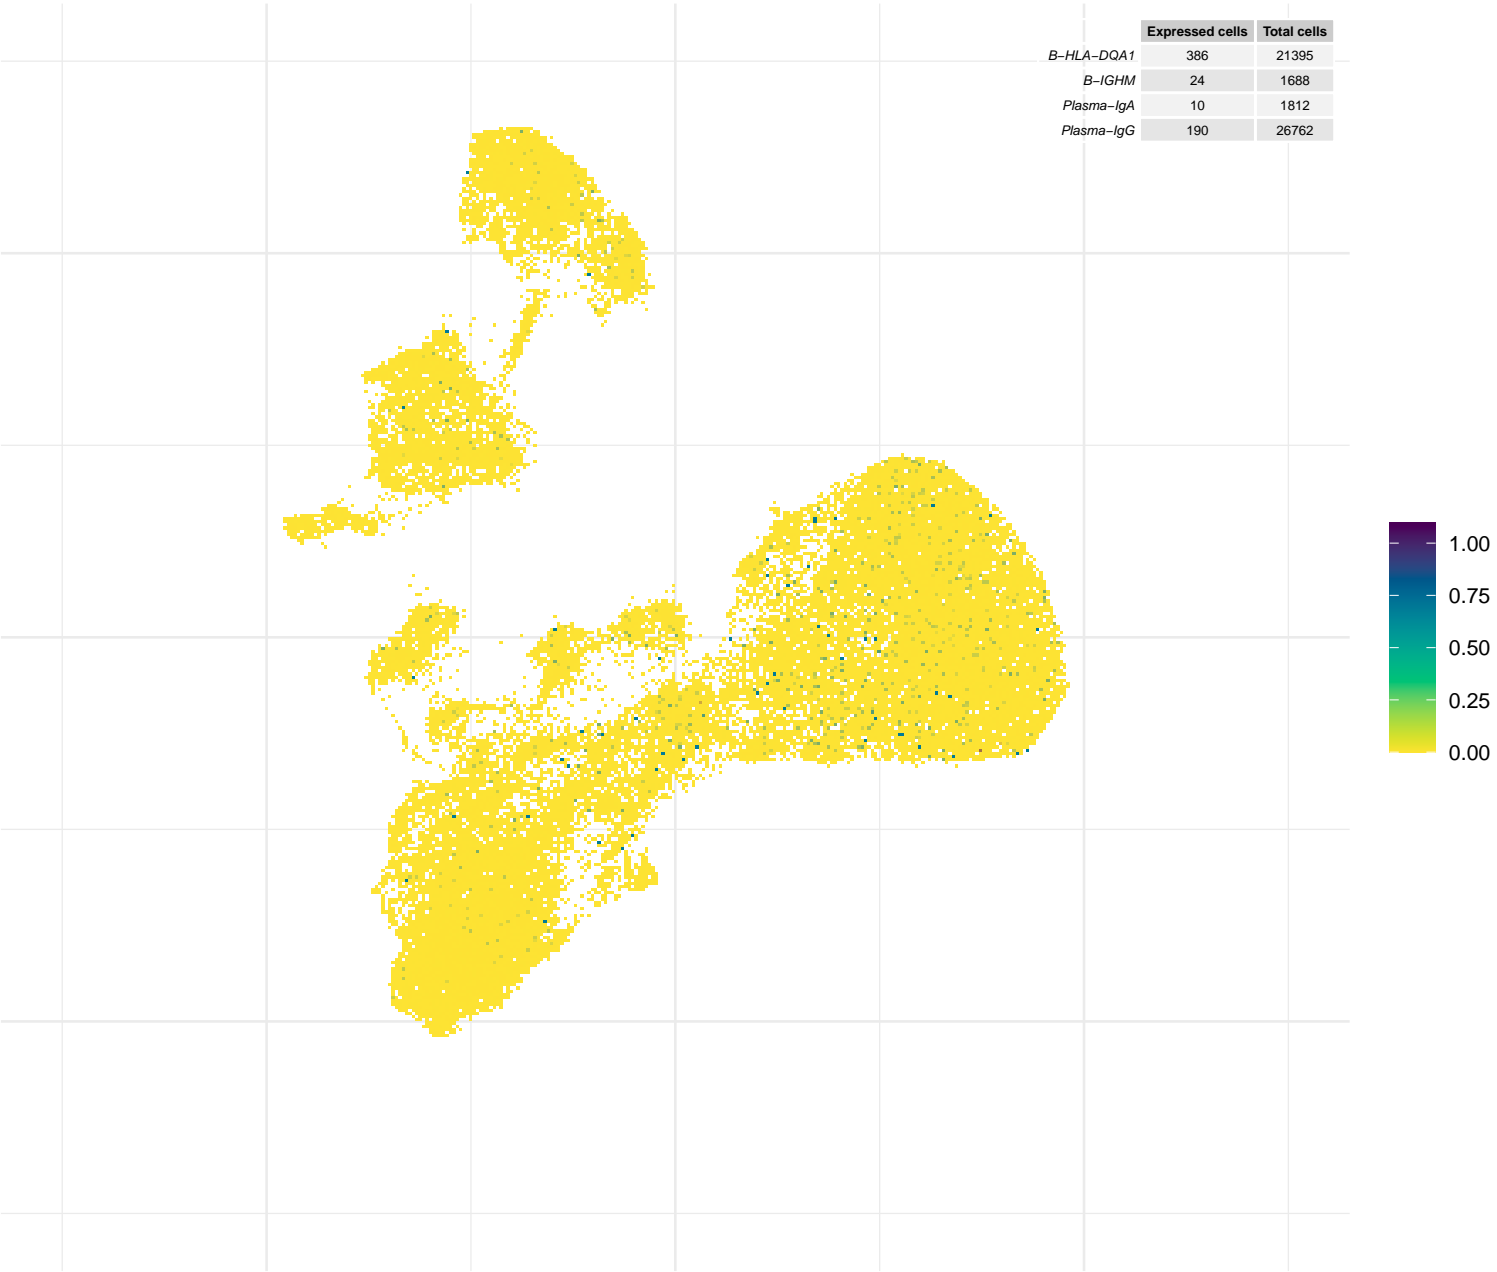 Expressed cells Total cells
B−HLA−DQA1 386 21395
B−IGHM 24 1688
Plasma−IgA 10 1812
Plasma−IgG 190 26762
1.00
0.75
0.50
0.25
0.00